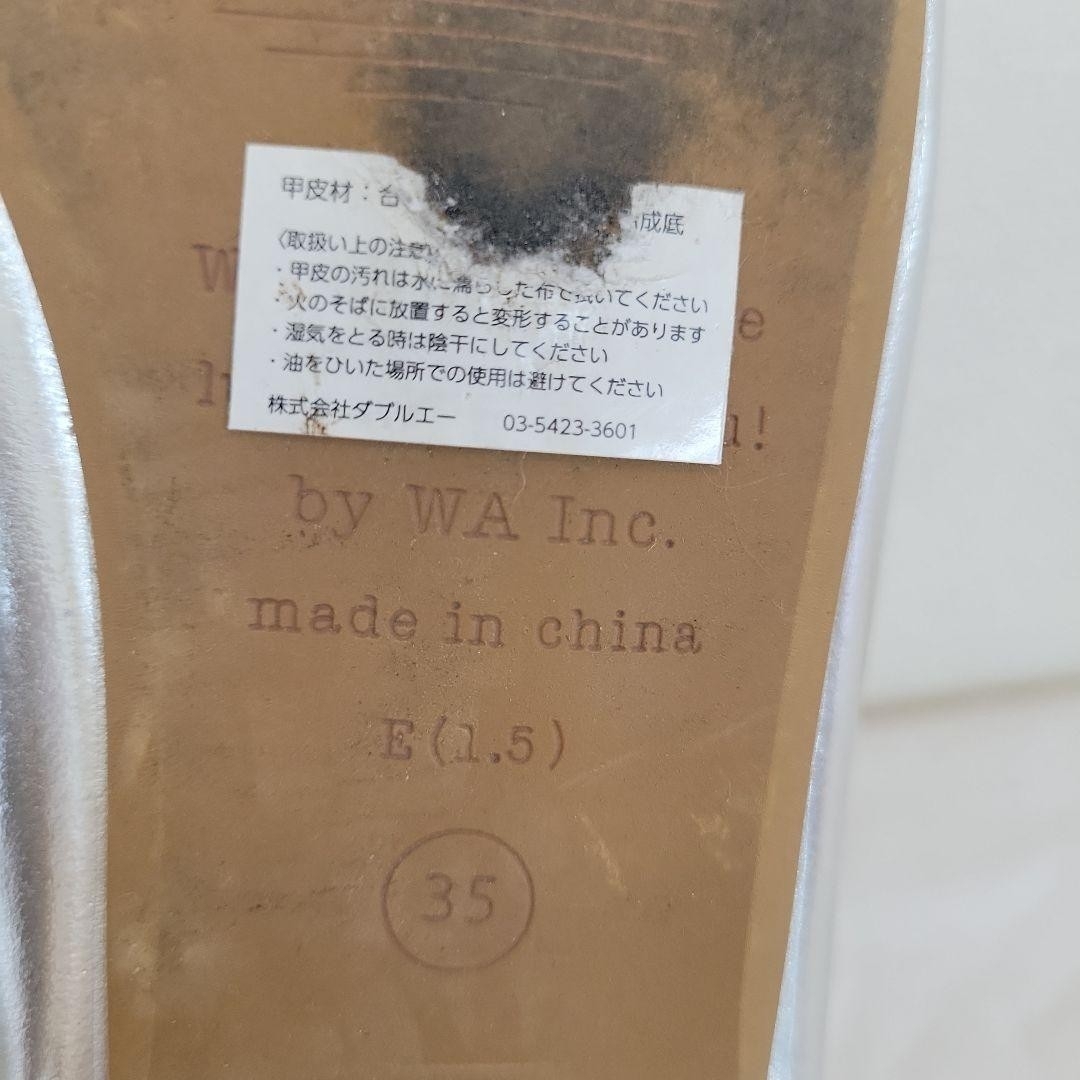 甲皮材：合 成底
〈取扱い上の注意
・甲皮の汚れは水に濡らした布で拭いてください
・火のそばに放置すると変形することがあります
・湿気をとる時は陰干にしてください
・油をひいた場所での使用は避けてください
株式会社ダブルエー 03-5423-3601
by WA Inc.
made in china
E(1.5)
35